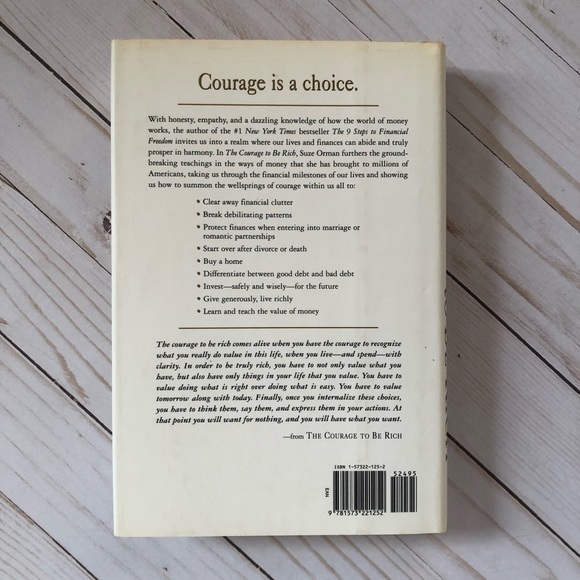 Courage is a choice.
With honesty, empathy, and a dazzling knowledge of how the world of money
works, the author of the #1 New York Times bestseller The 9 Steps to Financial
Freedom invites us into a realm where our lives and finances can abide and truly
prosper in harmony. In The Courage to Be Rich, Suze Orman furthers the ground-
breaking teachings in the ways of money that she has brought to millions of
Americans, taking us through the financial milestones of our lives and showing
us how to summon the wellsprings of courage within us all to:
• Clear away financial clutter
• Break debilitating patterns
• Protect finances when entering into marriage or
romantic partnerships
• Start over after divorce or death
• Buy a home
• Differentiate between good debt and bad debt
• Invest—safely and wisely—for the future
• Give generously, live richly
• Learn and teach the value of money
The courage to be rich comes alive when you have the courage to recognize
what you really do value in this life, when you live—and spend—with
clarity. In order to be truly rich, you have to not only value what you
have, but also have only things in your life that you value. You have to
value doing what is right over doing what is easy. You have to value
tomorrow along with today. Finally, once you internalize these choices,
you have to think them, say them, and express them in your actions. At
that point you will want for nothing, and you will have what you want.
—from THE COURAGE TO BE RICH
ISBN 1-57322-125-2
52495
EAN
9 781573 221252